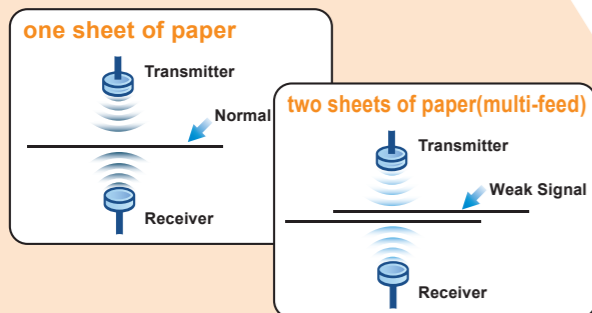 one sheet of paper
Transmitter
Normal
Receiver
two sheets of paper(multi-feed)
Transmitter
Weak Signal
Receiver